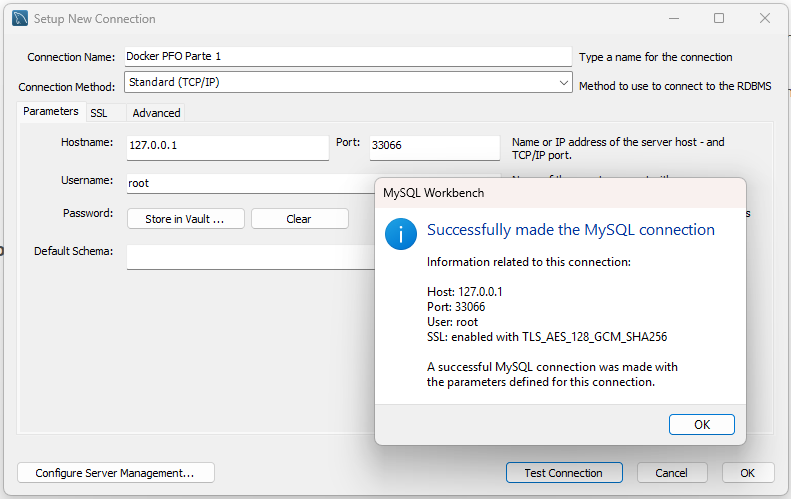 Setup New Connection
Connection Name: Docker PFO Parte 1 Type a name for the connection
Connection Method: Standard (TCP/IP) Method to use to connect to the RDBMS
Parameters SSL Advanced
Hostname: 127.0.0.1 Port: 33066 Name or IP address of the server host - and
TCP/IP port.
Username: root
Password: Store in Vault ... Clear
Default Schema:
MySQL Workbench
Successfully made the MySQL connection
Information related to this connection:
Host: 127.0.0.1
Port: 33066
User: root
SSL: enabled with TLS_AES_128_GCM_SHA256
A successful MySQL connection was made with
the parameters defined for this connection.
OK
Configure Server Management... Test Connection Cancel OK